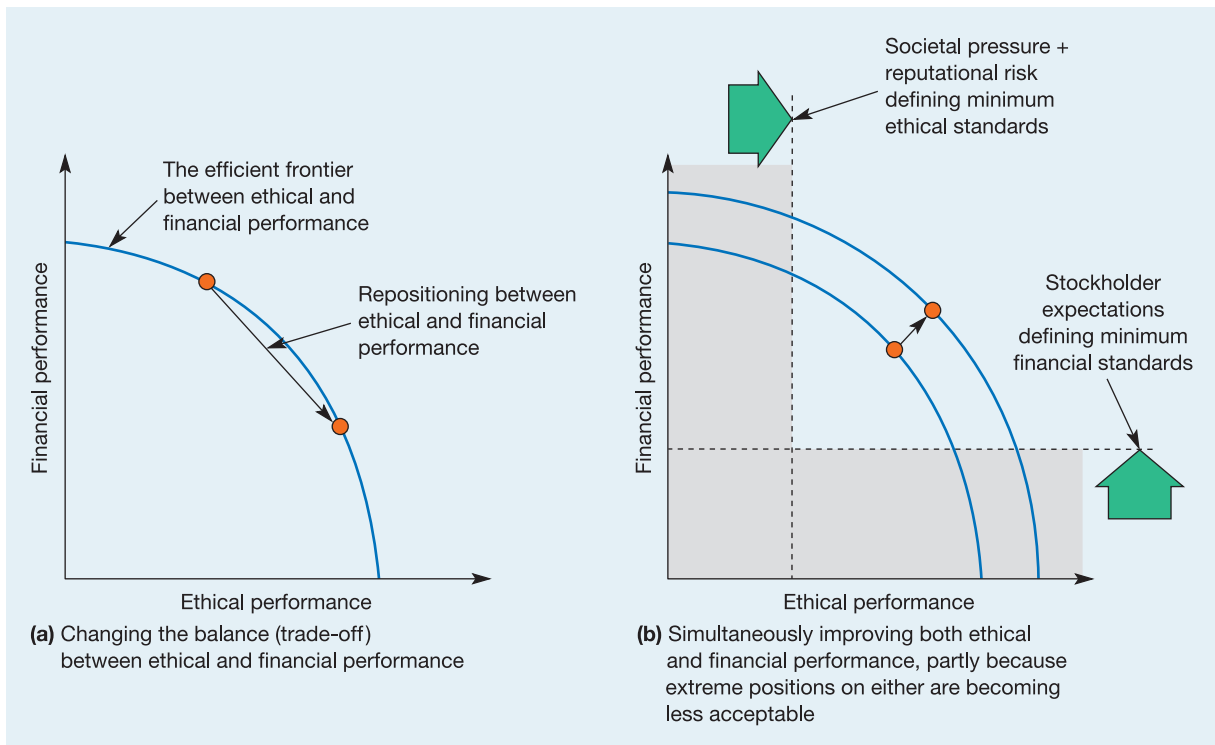 The efficient frontier
between ethical and
financial performance
Repositioning between
ethical and financial
performance
Financial performance
Ethical performance
(a) Changing the balance (trade-off)
between ethical and financial performance
Societal pressure +
reputational risk
defining minimum
ethical standards
Stockholder
expectations
defining minimum
financial standards
Financial performance
Ethical performance
(b) Simultaneously improving both ethical
and financial performance, partly because
extreme positions on either are becoming
less acceptable